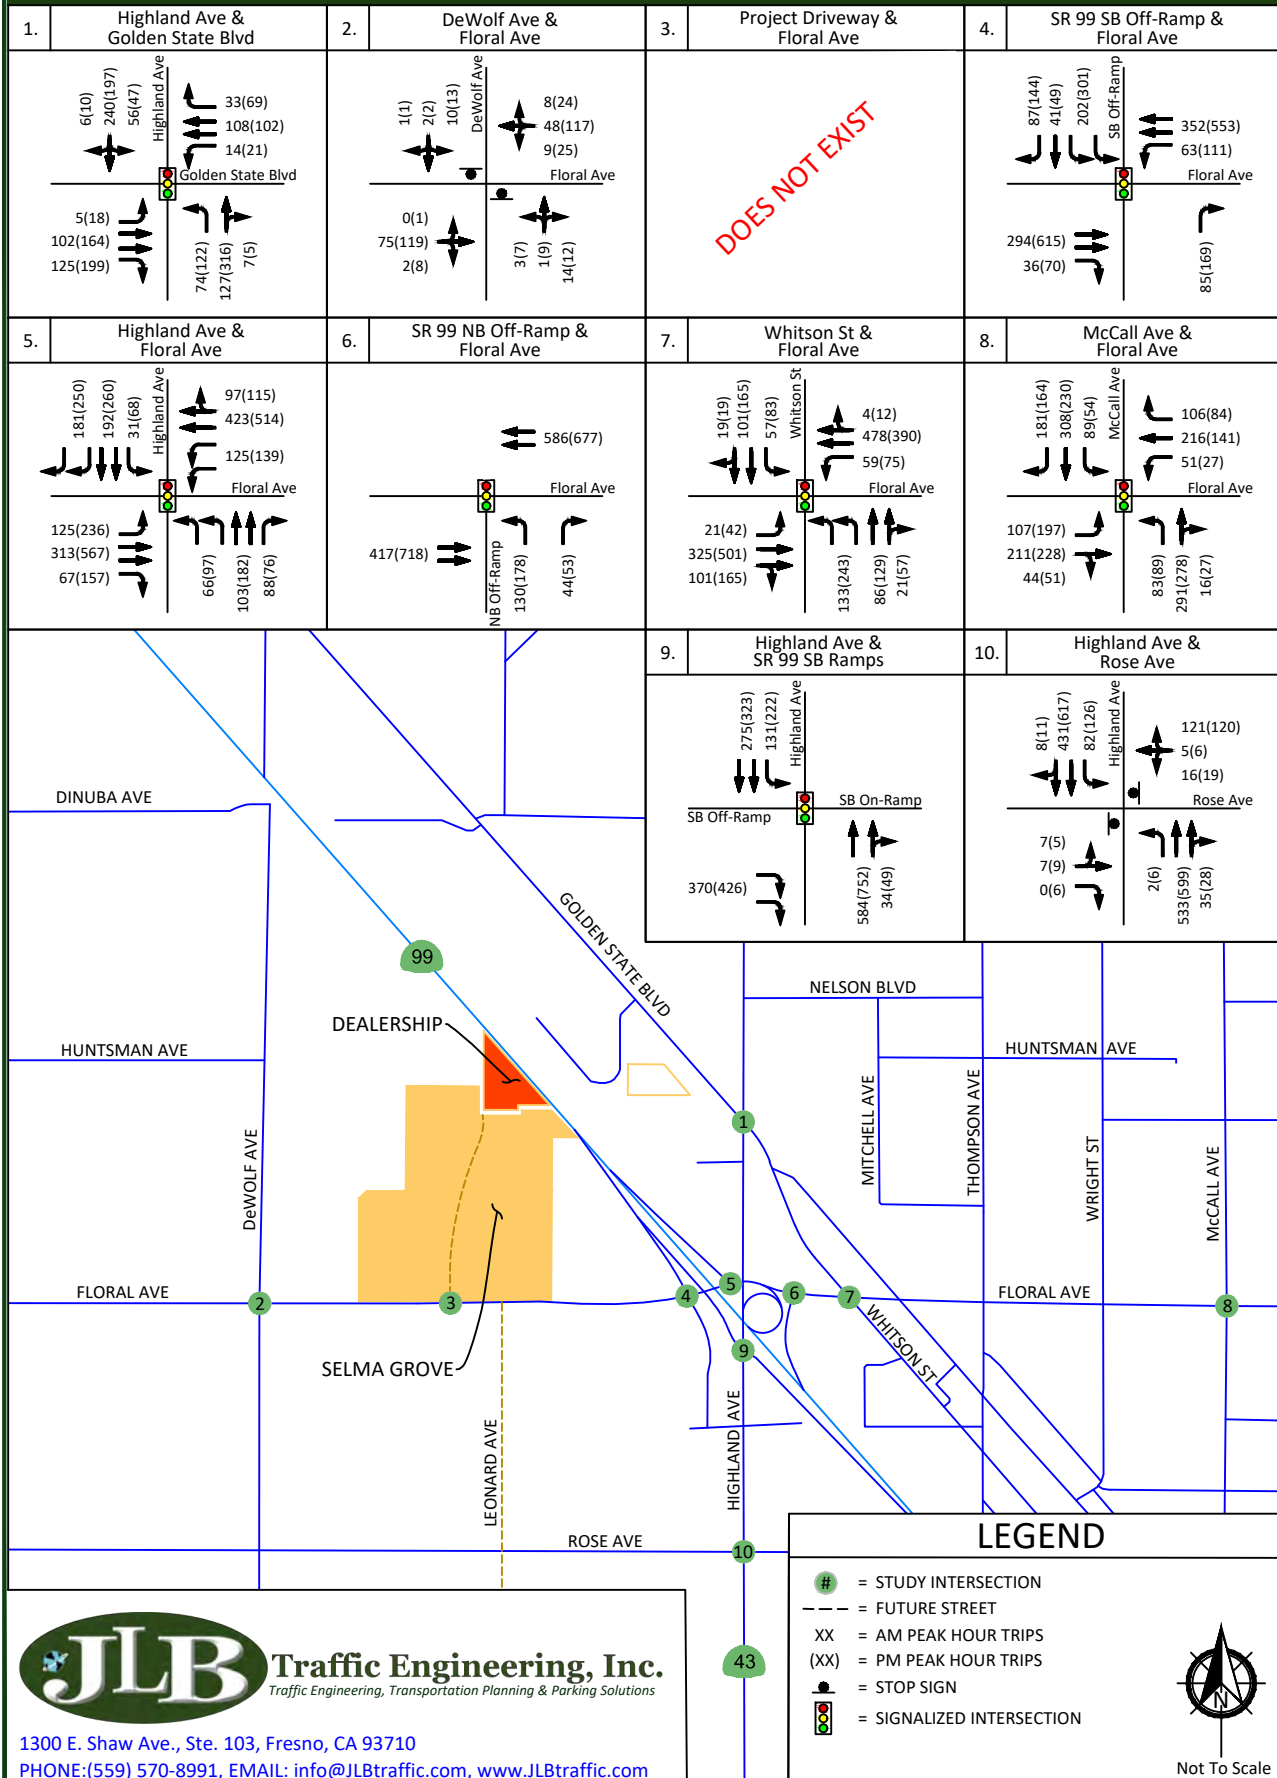 1.
Highland Ave &
Golden State Blvd
6(10)
240(197)
56(47)
Highland Ave
33(69)
108(102)
14(21)
Golden State Blvd
5(18)
102(164)
125(199)
74(122)
127(316)
7(5)
2.
DeWolf Ave &
Floral Ave
1(1)
2(2)
10(13)
DeWolf Ave
8(24)
48(117)
9(25)
Floral Ave
0(1)
75(119)
2(8)
3(7)
1(9)
14(12)
3.
Project Driveway &
Floral Ave
DOES NOT EXIST
4.
SR 99 SB Off-Ramp &
Floral Ave
87(144)
41(49)
202(301)
SB Off-Ramp
352(553)
63(111)
Floral Ave
294(615)
36(70)
85(169)
5.
Highland Ave &
Floral Ave
181(250)
192(260)
31(68)
Highland Ave
97(115)
423(514)
125(139)
Floral Ave
125(236)
313(567)
67(157)
66(97)
103(182)
88(76)
6.
SR 99 NB Off-Ramp &
Floral Ave
586(677)
Floral Ave
417(718)
NB Off-Ramp
130(178)
44(53)
7.
Whitson St &
Floral Ave
19(19)
101(165)
57(83)
Whitson St
4(12)
478(390)
59(75)
Floral Ave
21(42)
325(501)
101(165)
133(243)
86(129)
21(57)
8.
McCall Ave &
Floral Ave
181(164)
308(230)
89(54)
McCall Ave
106(84)
216(141)
51(27)
Floral Ave
107(197)
211(228)
44(51)
83(89)
291(278)
16(27)
9.
Highland Ave &
SR 99 SB Ramps
275(323)
131(222)
Highland Ave
SB On-Ramp
SB Off-Ramp
370(426)
584(752)
34(49)
10.
Highland Ave &
Rose Ave
8(11)
431(617)
82(126)
Highland Ave
121(120)
5(6)
16(19)
Rose Ave
7(5)
7(9)
0(6)
2(6)
533(599)
35(28)
DINUBA AVE
GOLDEN STATE BLVD
99
NELSON BLVD
DEALERSHIP
HUNTSMAN AVE
HUNTSMAN AVE
MITCHELL AVE
THOMPSON AVE
WRIGHT ST
McCALL AVE
DeWOLF AVE
1
FLORAL AVE
2
3
4
5
6
7
FLORAL AVE
8
9
WHITSON ST
SELMA GROVE
LEONARD AVE
HIGHLAND AVE
ROSE AVE
10
43
LEGEND
# = STUDY INTERSECTION
= FUTURE STREET
XX = AM PEAK HOUR TRIPS
(XX) = PM PEAK HOUR TRIPS
= STOP SIGN
= SIGNALIZED INTERSECTION
N
Not To Scale
JLB
Traffic Engineering, Inc.
Traffic Engineering, Transportation Planning & Parking Solutions
1300 E. Shaw Ave., Ste. 103, Fresno, CA 93710
PHONE:(559) 570-8991, EMAIL: info@JLBtraffic.com, www.JLBtraffic.com